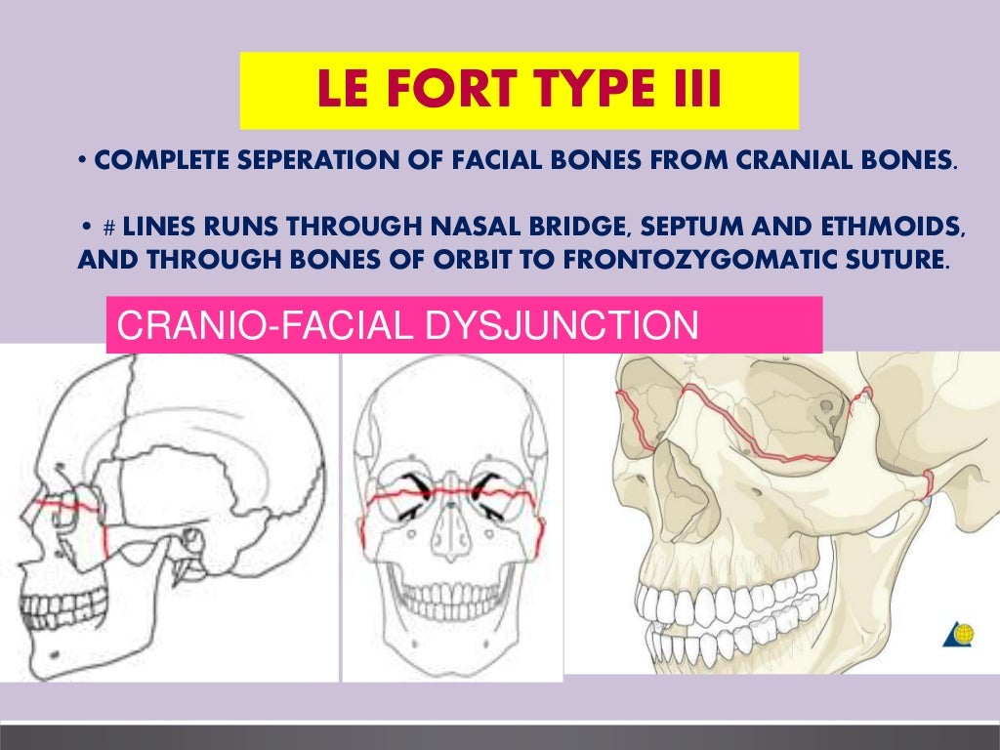 LE FORT TYPE III
• COMPLETE SEPERATION OF FACIAL BONES FROM CRANIAL BONES.
• # LINES RUNS THROUGH NASAL BRIDGE, SEPTUM AND ETHMOIDS,
AND THROUGH BONES OF ORBIT TO FRONTOZYGOMATIC SUTURE.
CRANIO-FACIAL DYSJUNCTION